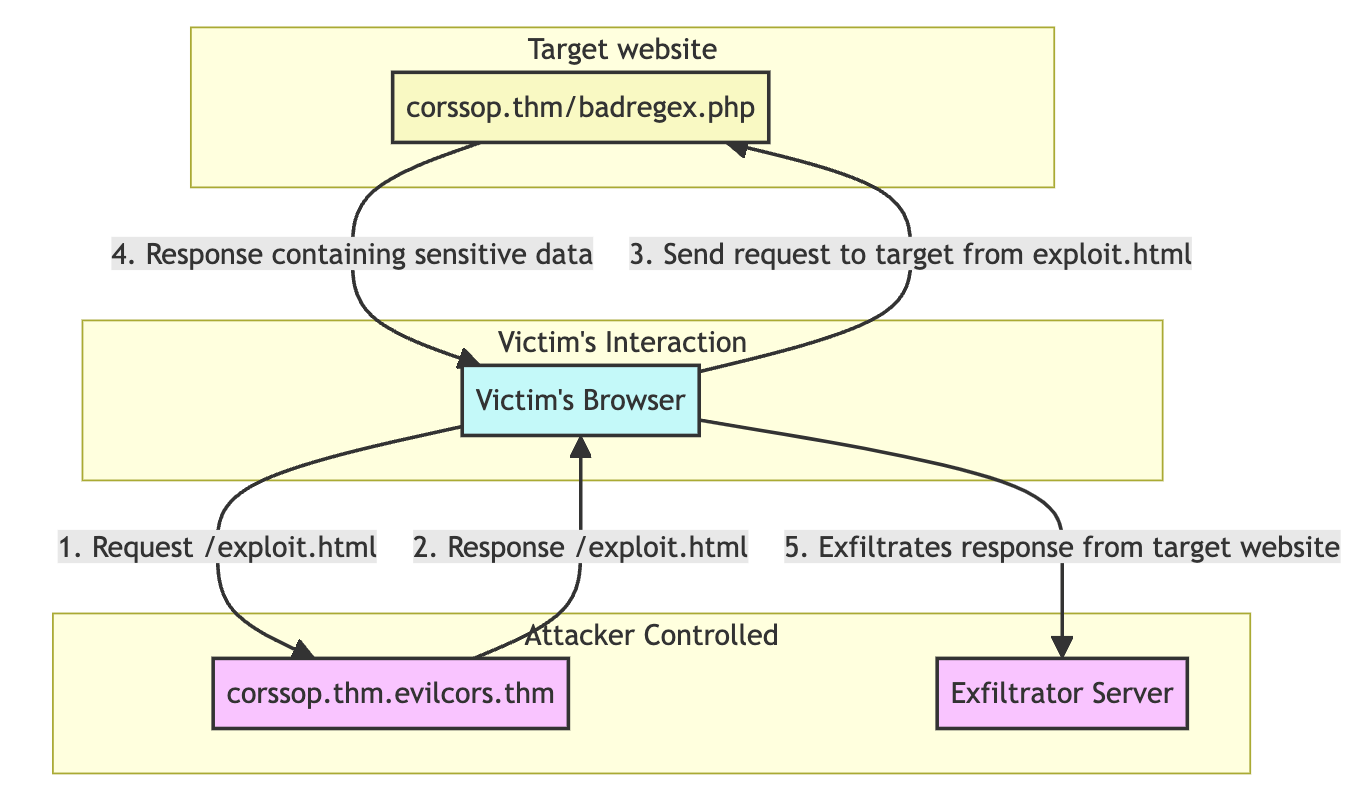 Target website
corssop.thm/badregex.php
4. Response containing sensitive data
3. Send request to target from exploit.html
Victim's Interaction
Victim's Browser
1. Request /exploit.html
2. Response /exploit.html
5. Exfiltrates response from target website
Attacker Controlled
corssop.thm.evilcors.thm
Exfiltrator Server